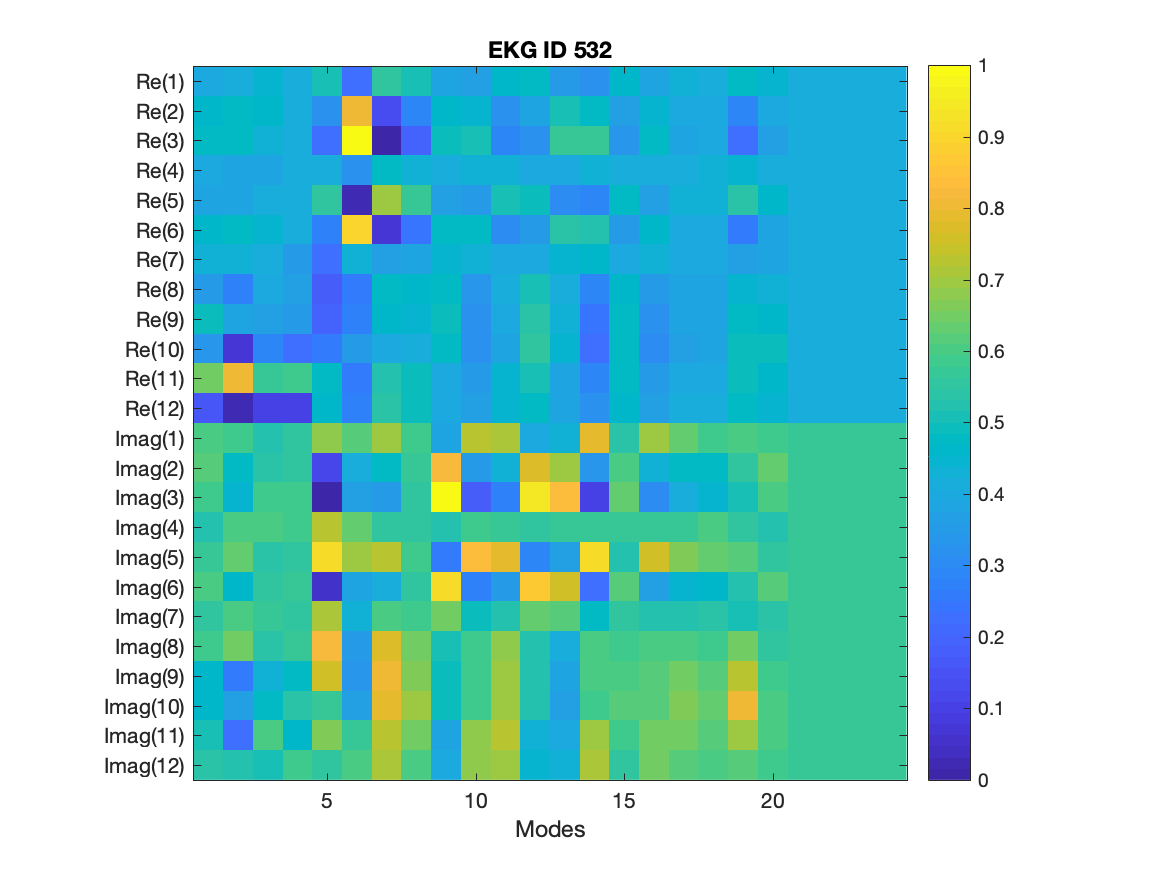 EKG ID 532
Re(1)
Re(2)
Re(3)
Re(4)
Re(5)
Re(6)
Re(7)
Re(8)
Re(9)
Re(10)
Re(11)
Re(12)
Imag(1)
Imag(2)
Imag(3)
Imag(4)
Imag(5)
Imag(6)
Imag(7)
Imag(8)
Imag(9)
Imag(10)
Imag(11)
Imag(12)
5 10 15 20
Modes
1
0.9
0.8
0.7
0.6
0.5
0.4
0.3
0.2
0.1
0